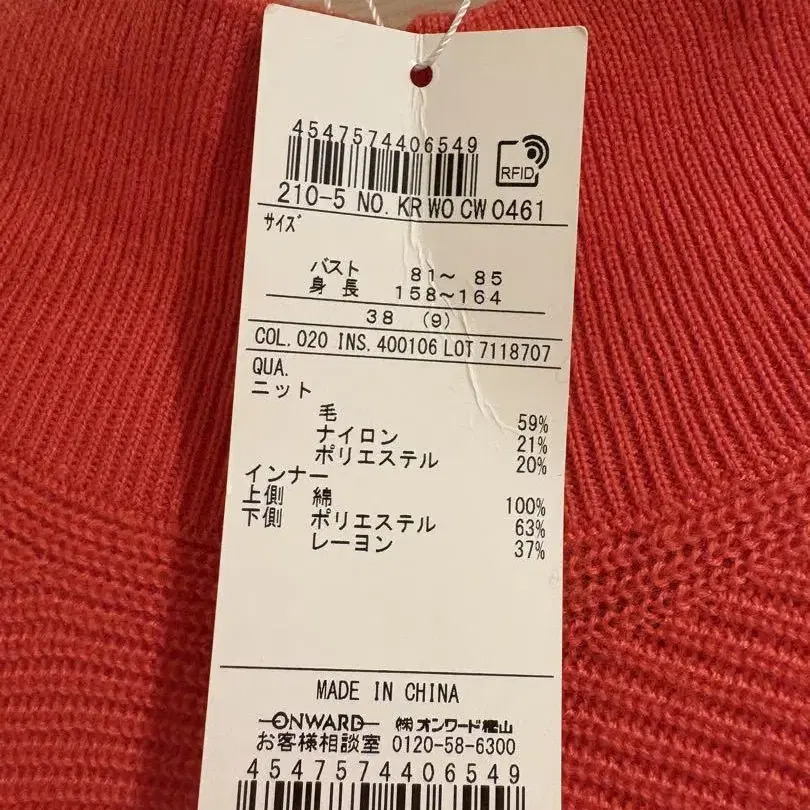 4547574406549
RFID
210-5 NO. KR WO CW 0461
サイズ
バスト 81〜 85
身長 158〜164
38 (9)
COL. 020 INS. 400106 LOT 7118707
QUA.
ニット
毛 59%
ナイロン 21%
ポリエステル 20%
インナー
上側 綿 100%
下側 ポリエステル 63%
レーヨン 37%
MADE IN CHINA
ONWARD ㈱オンワード樫山
お客様相談室 0120-58-6300
4547574406549